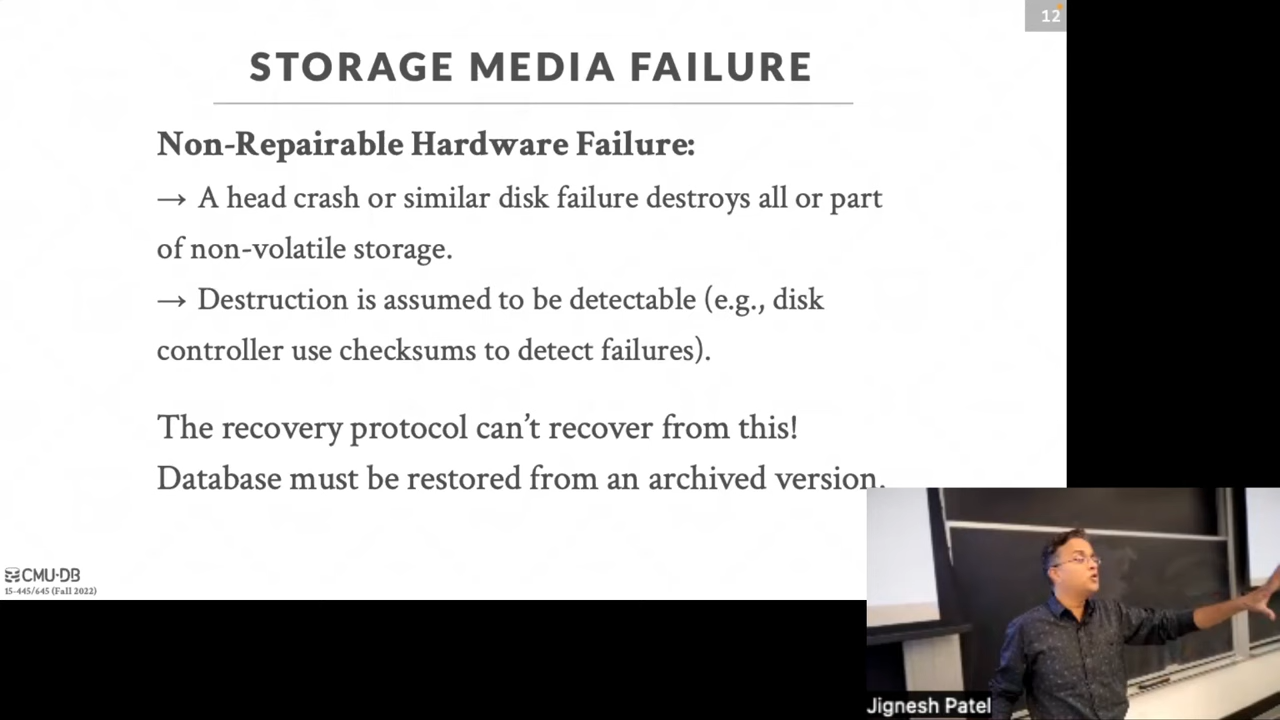 12
STORAGE MEDIA FAILURE
Non-Repairable Hardware Failure:
→ A head crash or similar disk failure destroys all or part
of non-volatile storage.
→ Destruction is assumed to be detectable (e.g., disk
controller use checksums to detect failures).
The recovery protocol can’t recover from this!
Database must be restored from an archived version.
CMU·DB
15-445/645 (Fall 2022)
Jignesh Patel